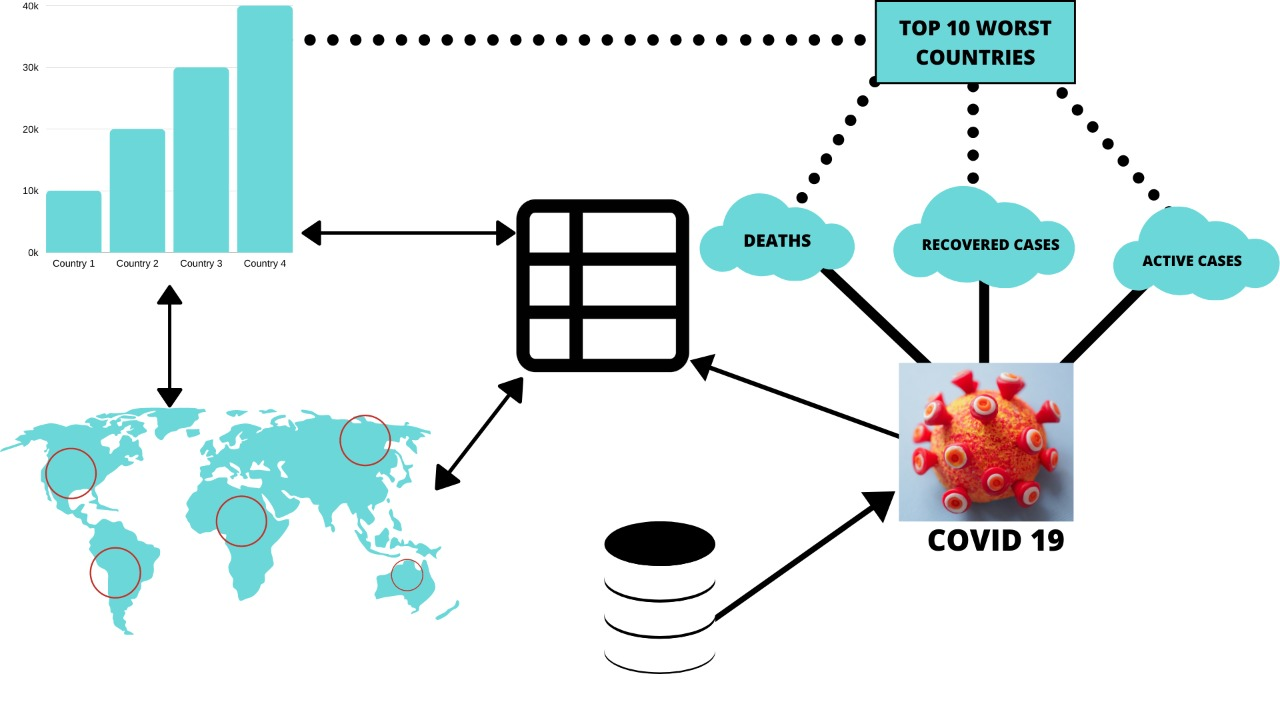 40k
30k
20k
10k
0k
Country 1 Country 2 Country 3 Country 4
TOP 10 WORST
COUNTRIES
DEATHS
RECOVERED CASES
ACTIVE CASES
COVID 19